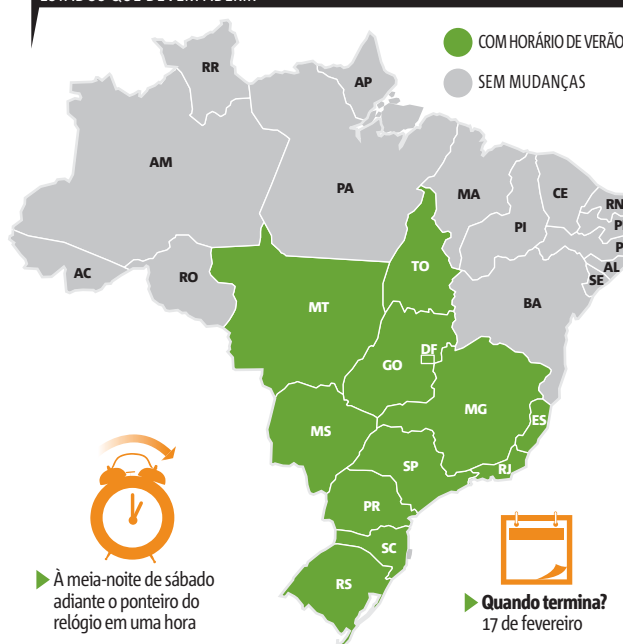 COM HORÁRIO DE VERÃO
SEM MUDANÇAS
RR
AP
AM
PA
MA
CE
RN
PI
AC
RO
TO
AL
SE
BA
MT
GO
DF
MG
ES
MS
SP
RJ
PR
SC
RS
À meia-noite de sábado
adiante o ponteiro do
relógio em uma hora
Quando termina?
17 de fevereiro